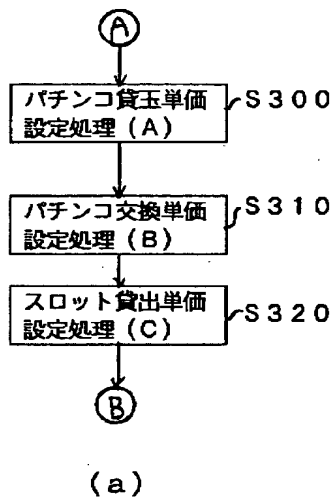 A
パチンコ貸玉単価
設定処理(A)
S300
パチンコ交換単価
設定処理(B)
S310
スロット貸出単価
設定処理(C)
S320
B
(a)